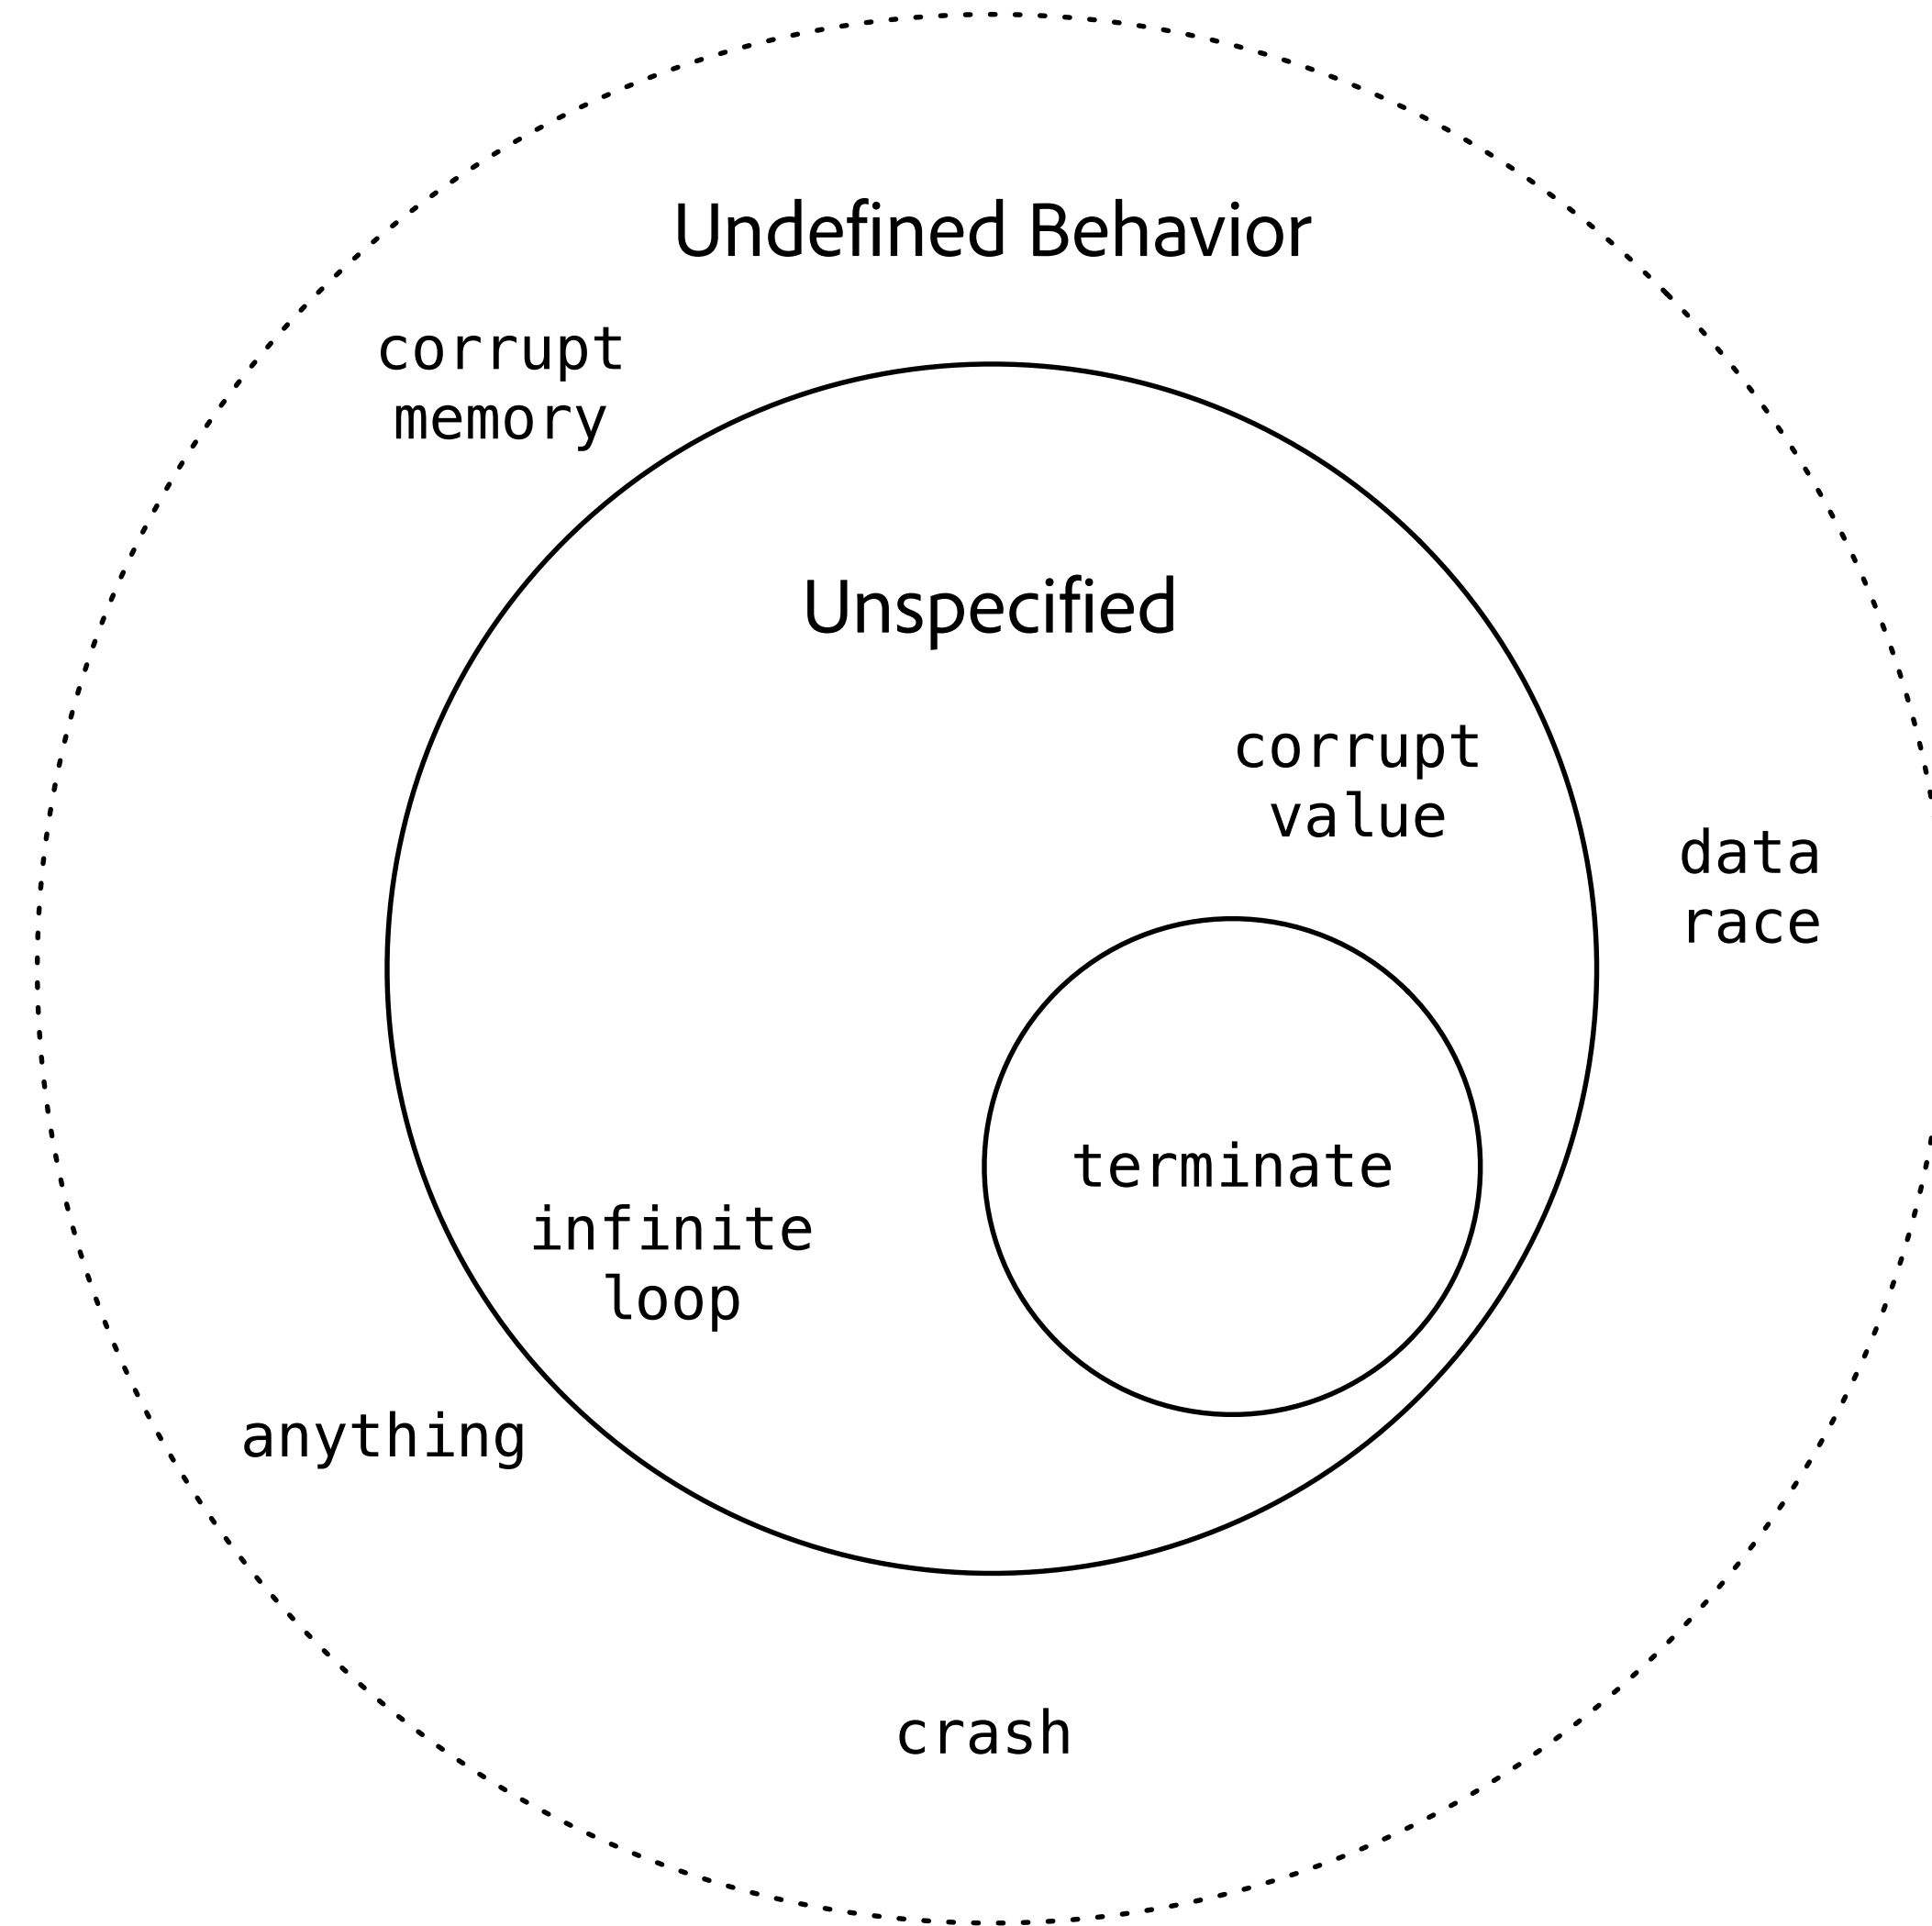 Undefined Behavior
corrupt
memory
Unspecified
corrupt
value
data
race
terminate
infinite
loop
anything
crash